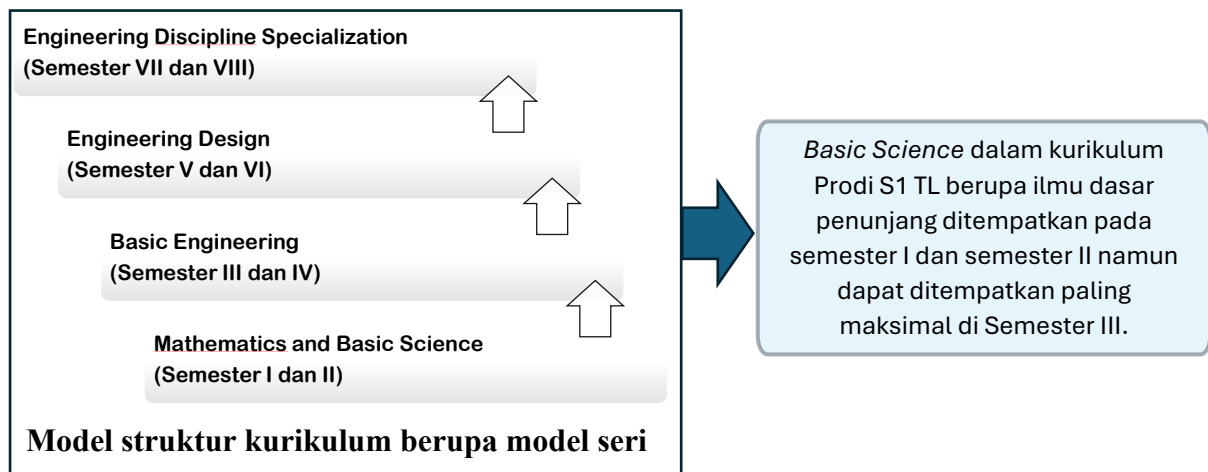 Engineering Discipline Specialization
(Semester VII dan VIII)
Engineering Design
(Semester V dan VI)
Basic Engineering
(Semester III dan IV)
Mathematics and Basic Science
(Semester I dan II)
Model struktur kurikulum berupa model seri
Basic Science dalam kurikulum
Prodi S1 TL berupa ilmu dasar
penunjang ditempatkan pada
semester I dan semester II namun
dapat ditempatkan paling
maksimal di Semester III.